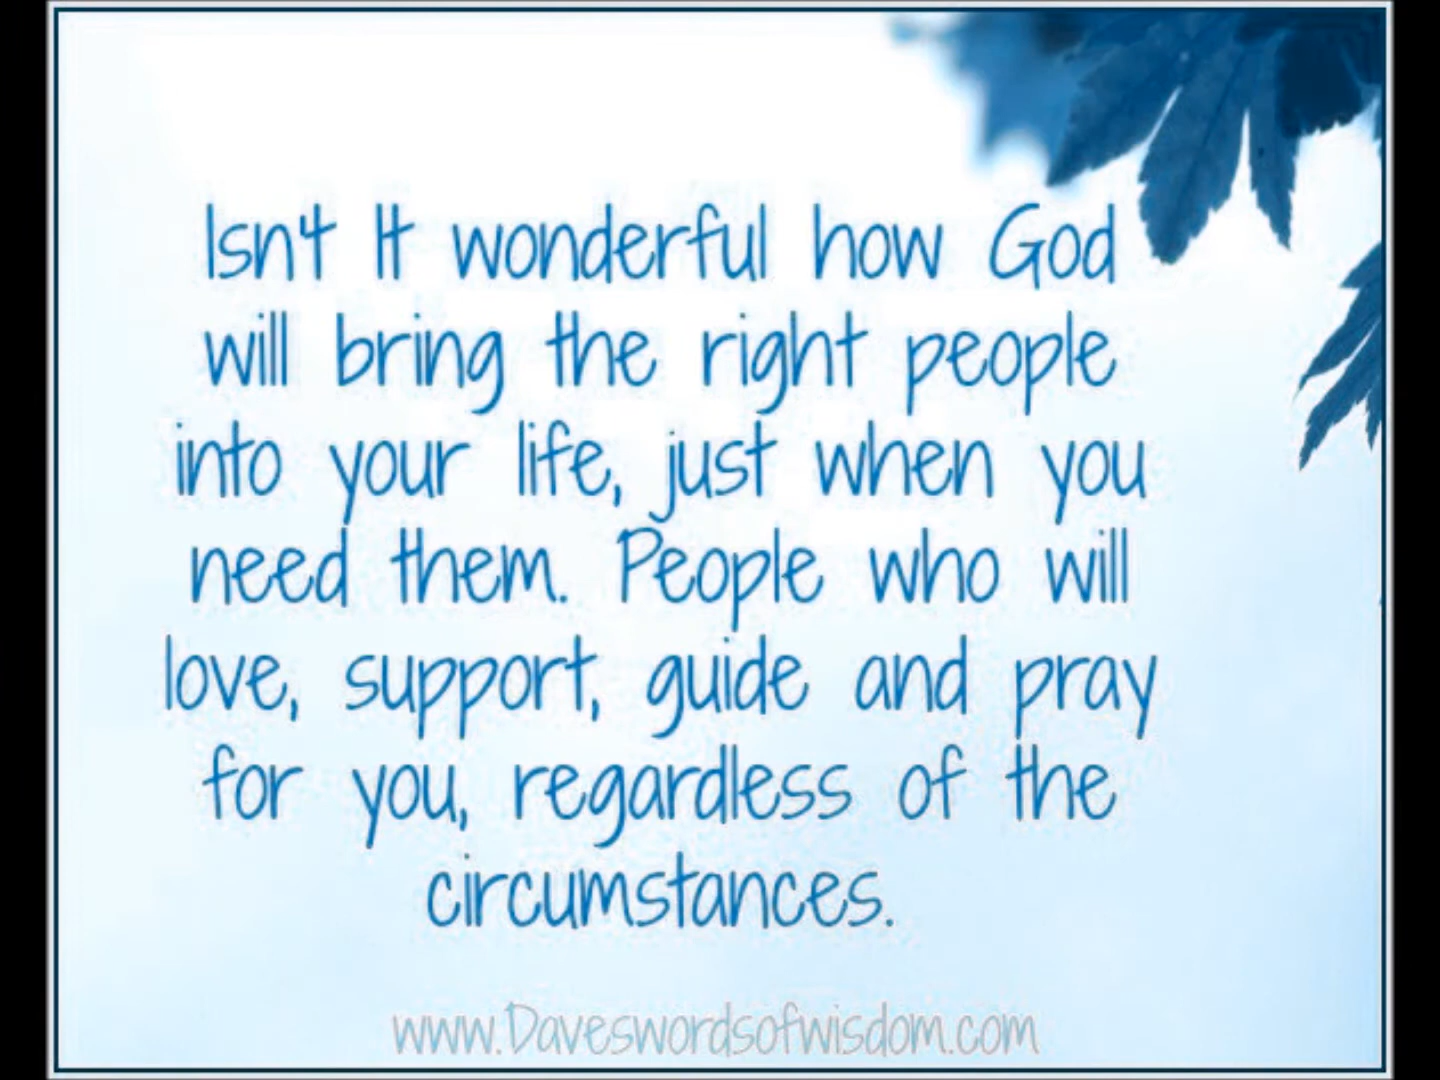 Isn't It wonderful how God
will bring the right people
into your life, just when you
need them. People who will
love, support, guide and pray
for you, regardless of the
circumstances.
www.Daveswordsofwisdom.com